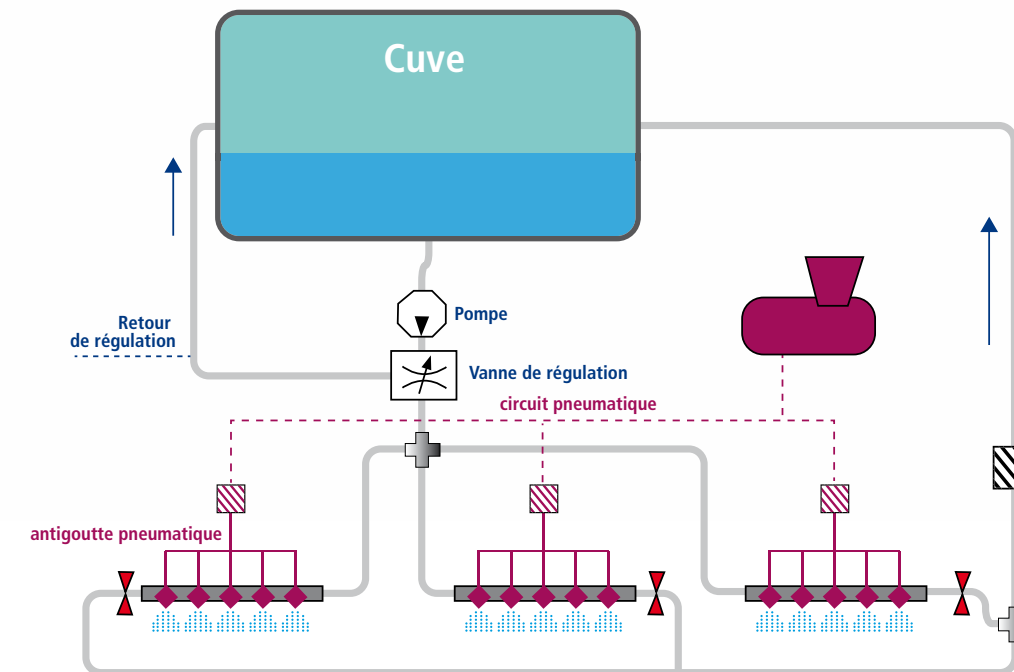 Cuve
Pompe
Retour
de régulation
Vanne de régulation
circuit pneumatique
antigoutte pneumatique